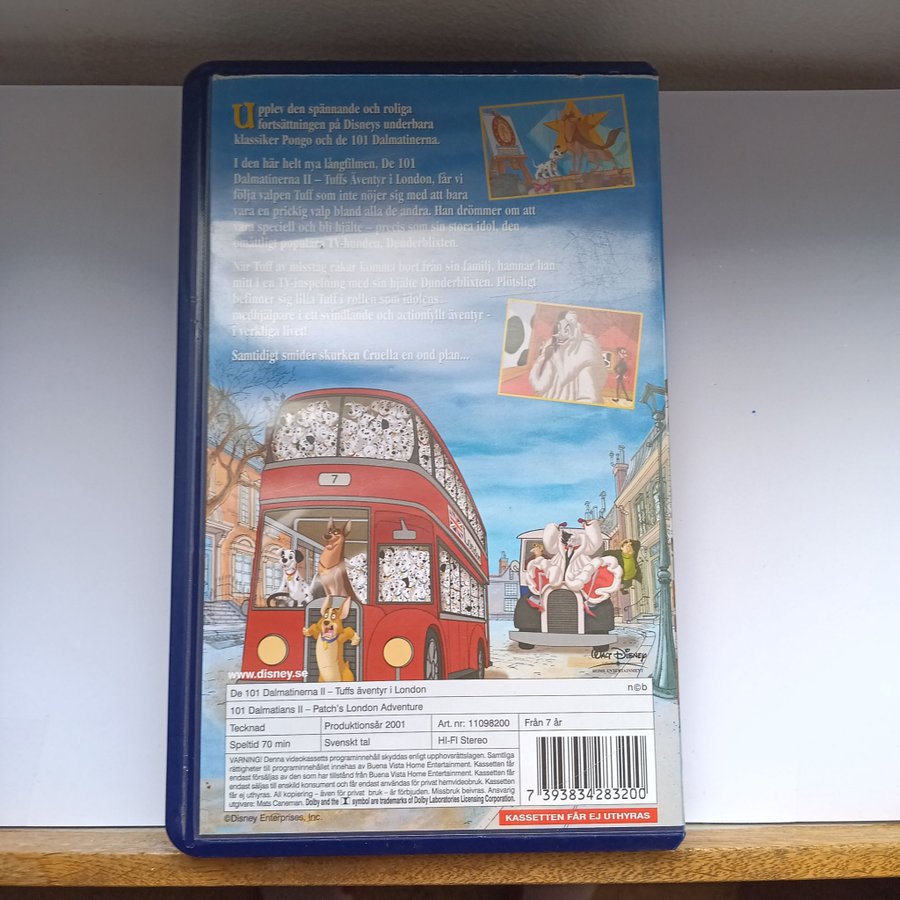 Upplev den spännande och roliga
fortsättningen på Disneys underbara
klassiker Pongo och de 101 Dalmatinerna.
I den här helt nya långfilmen, De 101
Dalmatinerna II – Tuffs Äventyr i London, får vi
följa valpen Tuff som inte nöjer sig med att bara
vara en prickig valp bland alla de andra. Han drömmer om att
vara speciell och bli hjälte – precis som sin stora idol, den
omåttligt populära TV-hunden, Dunderblixten.
När Tuff av misstag råkar komma bort från sin familj, hamnar han
mitt i en TV-inspelning med sin hjälte Dunderblixten. Plötsligt
befinner sig lilla Tuff i rollen som idolens
medhjälpare i ett svindlande och actionfyllt äventyr -
i verkliga livet!
Samtidigt smider skurken Cruella en ond plan...
7
WALT DISNEY
HOME ENTERTAINMENT
www.disney.se
De 101 Dalmatinerna II – Tuffs äventyr i London n©b
101 Dalmatians II – Patch's London Adventure
Tecknad Produktionsår 2001 Art. nr: 11098200 Från 7 år
Speltid 70 min Svenskt tal HI-FI Stereo
VARNING! Denna videokassetts programinnehåll skyddas enligt upphovsrättslagen. Samtliga
rättigheter till programinnehållet innehas av Buena Vista Home Entertainment. Kassetten får
endast försäljas av den som har tillstånd från Buena Vista Home Entertainment. Kassetten får
endast säljas till enskild konsument och får endast användas för privat hemvideobruk. Kassetten
får ej uthyras. All kopiering - även för privat bruk - är förbjuden. Missbruk beivras. Ansvarig
utgivare: Mats Caneman. Dolby and the symbol are trademarks of Dolby Laboratories Licensing Corporation.
7 393834 283200
©Disney Enterprises, Inc.
KASSETTEN FÅR EJ UTHYRAS